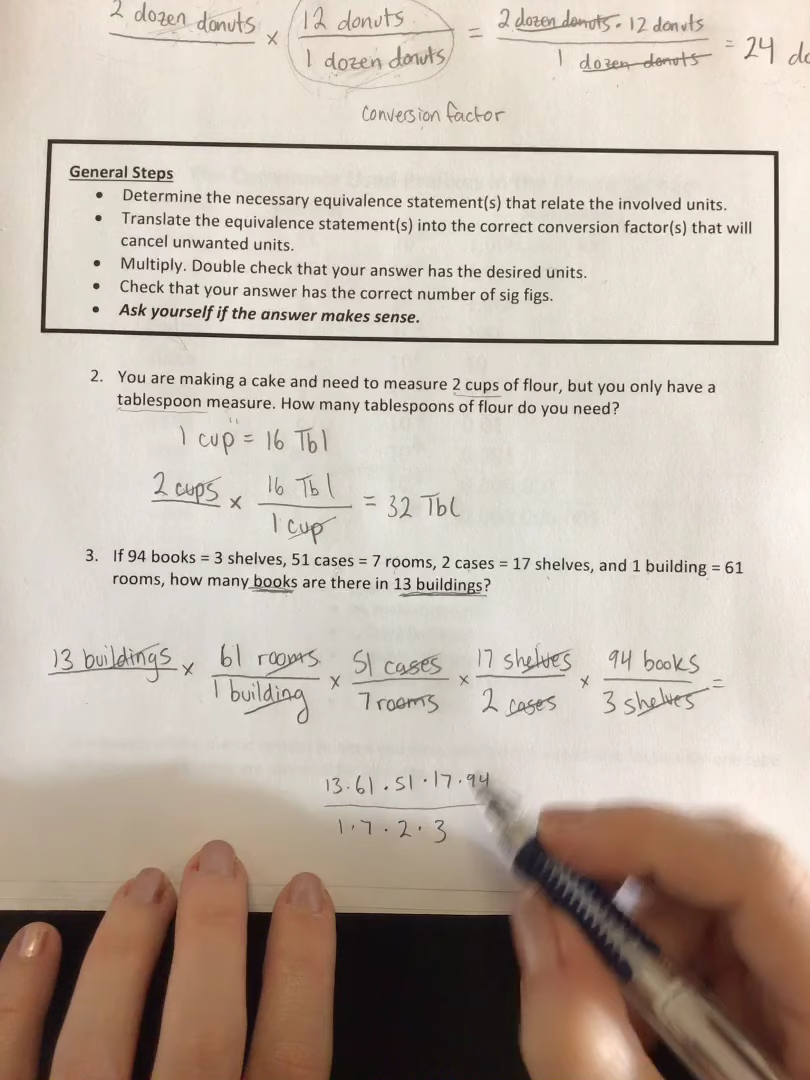 2 dozen donuts × 12 donuts / 1 dozen donuts = 2 dozen donuts · 12 donuts / 1 dozen donuts = 24 do
conversion factor
General Steps
• Determine the necessary equivalence statement(s) that relate the involved units.
• Translate the equivalence statement(s) into the correct conversion factor(s) that will
cancel unwanted units.
• Multiply. Double check that your answer has the desired units.
• Check that your answer has the correct number of sig figs.
• Ask yourself if the answer makes sense.
2. You are making a cake and need to measure 2 cups of flour, but you only have a
tablespoon measure. How many tablespoons of flour do you need?
1 cup = 16 Tbl
2 cups × 16 Tbl / 1 cup = 32 Tbl
3. If 94 books = 3 shelves, 51 cases = 7 rooms, 2 cases = 17 shelves, and 1 building = 61
rooms, how many books are there in 13 buildings?
13 buildings × 61 rooms / 1 building × 51 cases / 7 rooms × 17 shelves / 2 cases × 94 books / 3 shelves =
13·61·51·17·94
1·7·2·3